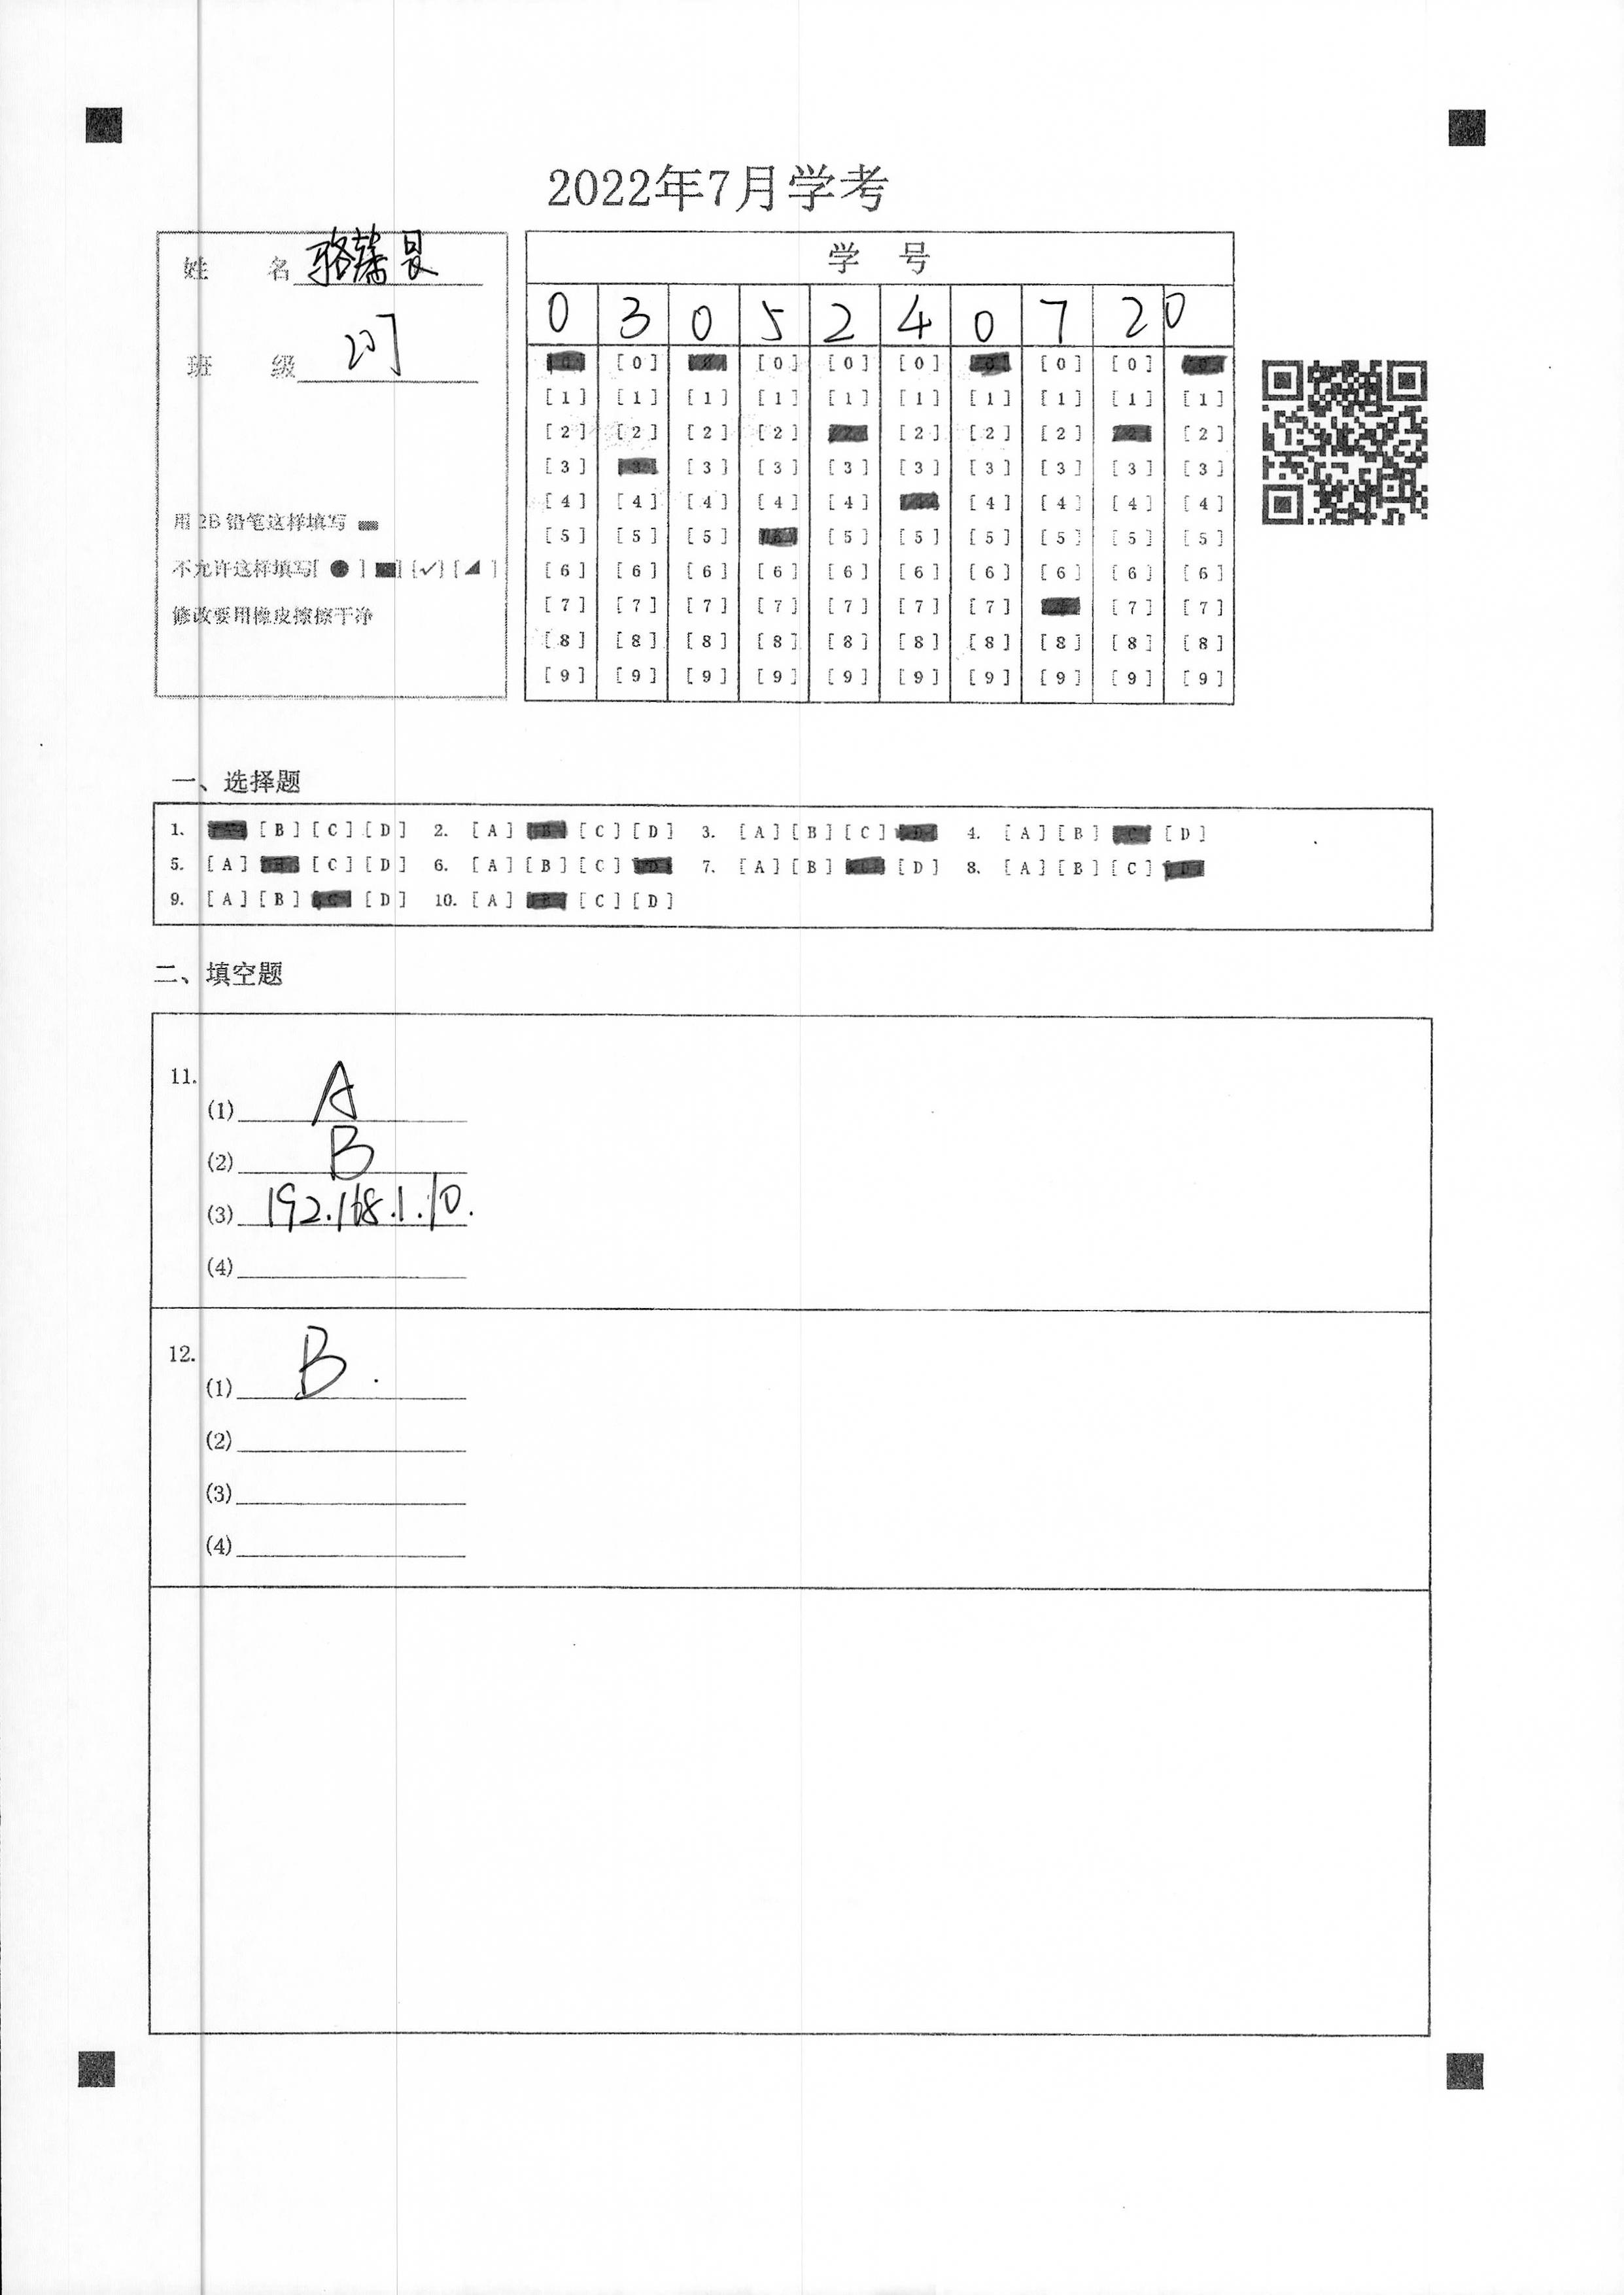 2022年7月学考
姓 名 骆
班 级 207
用2B铅笔这样填写
不允许这样填写[ ● ] [■] [✓] [◢ ]
修改要用橡皮擦擦干净
学 号
0 3 0 5 2 4 0 7 2 0
[0] [0] [0] [0] [0] [0]
[1] [1] [1] [1] [1] [1] [1] [1] [1] [1]
[2] [2] [2] [2] [2] [2] [2] [2]
[3] [3] [3] [3] [3] [3] [3] [3] [3]
[4] [4] [4] [4] [4] [4] [4] [4] [4]
[5] [5] [5] [5] [5] [5] [5] [5] [5]
[6] [6] [6] [6] [6] [6] [6] [6] [6] [6]
[7] [7] [7] [7] [7] [7] [7] [7] [7]
[8] [8] [8] [8] [8] [8] [8] [8] [8] [8]
[9] [9] [9] [9] [9] [9] [9] [9] [9] [9]
一、选择题
1. [B] [C] [D] 2. [A] [C] [D] 3. [A] [B] [C] 4. [A] [B] [D]
5. [A] [C] [D] 6. [A] [B] [C] 7. [A] [B] [D] 8. [A] [B] [C]
9. [A] [B] [D] 10. [A] [C] [D]
二、填空题
11.
(1) A
(2) B
(3) 192.168.1.10.
(4)
12.
(1) B.
(2)
(3)
(4)